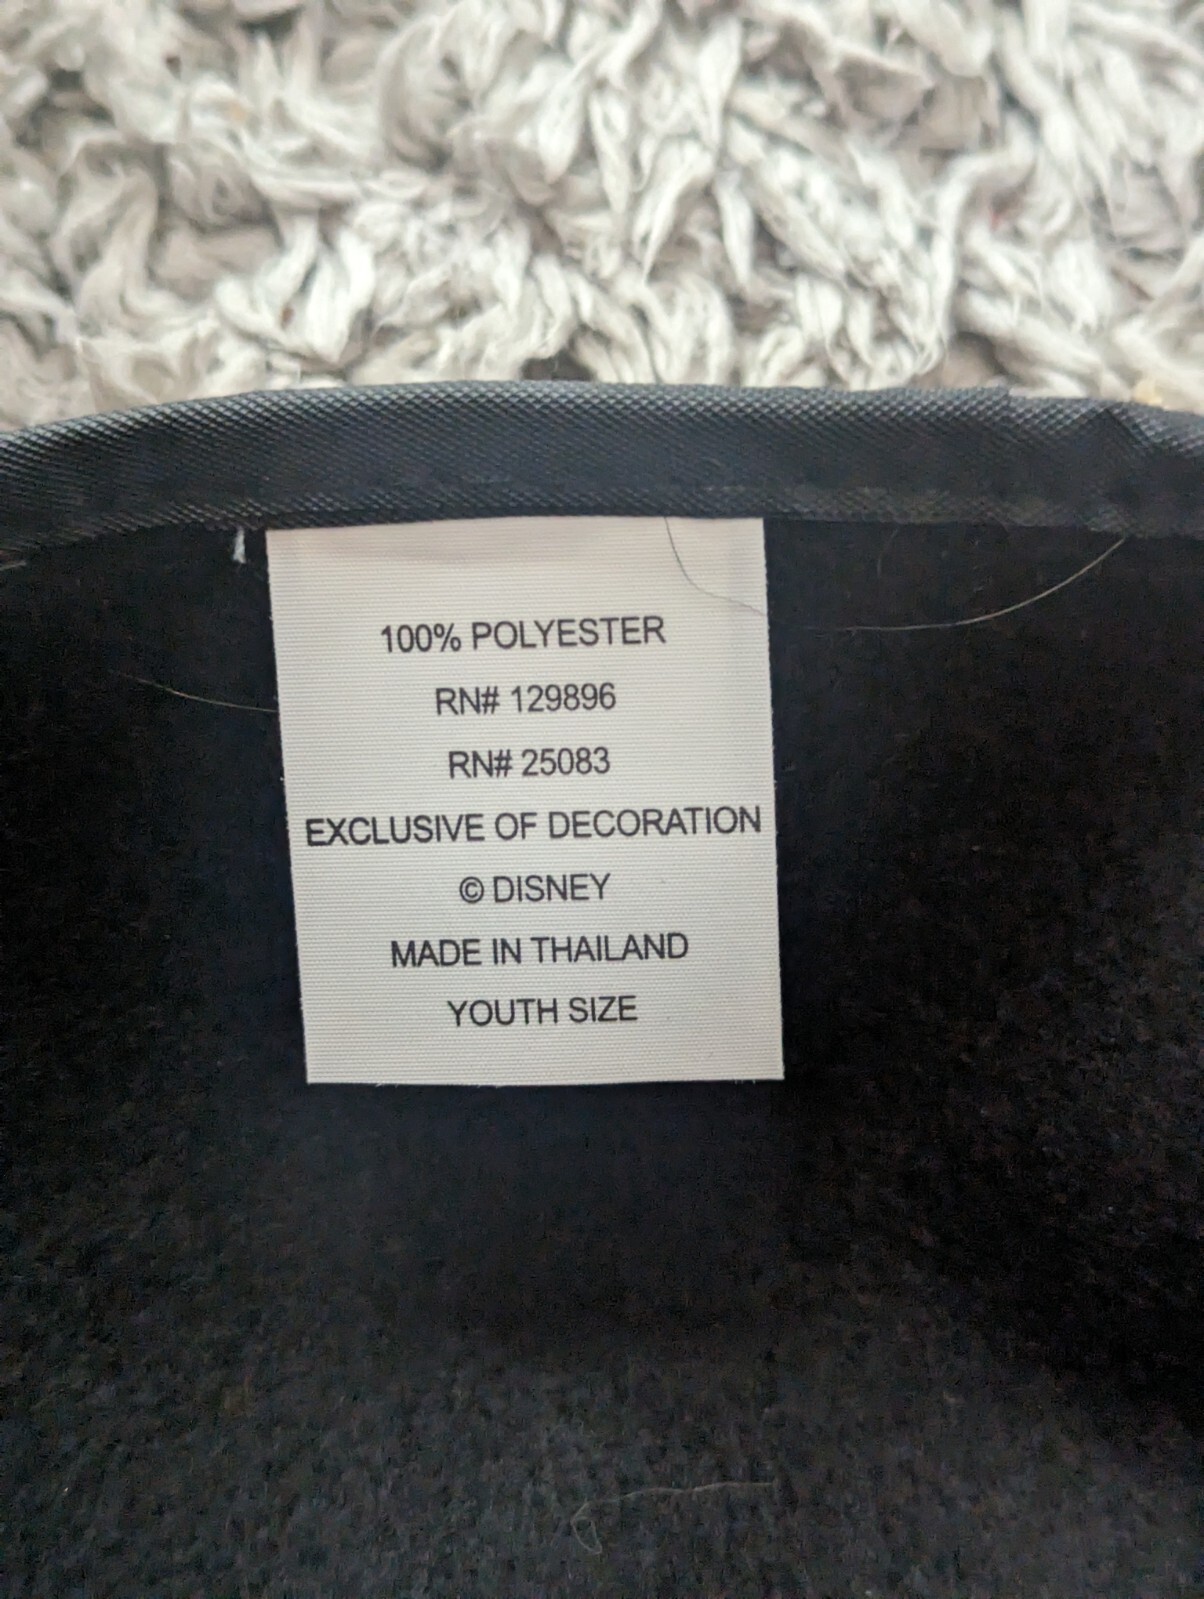 100% POLYESTER
RN# 129896
RN# 25083
EXCLUSIVE OF DECORATION
© DISNEY
MADE IN THAILAND
YOUTH SIZE